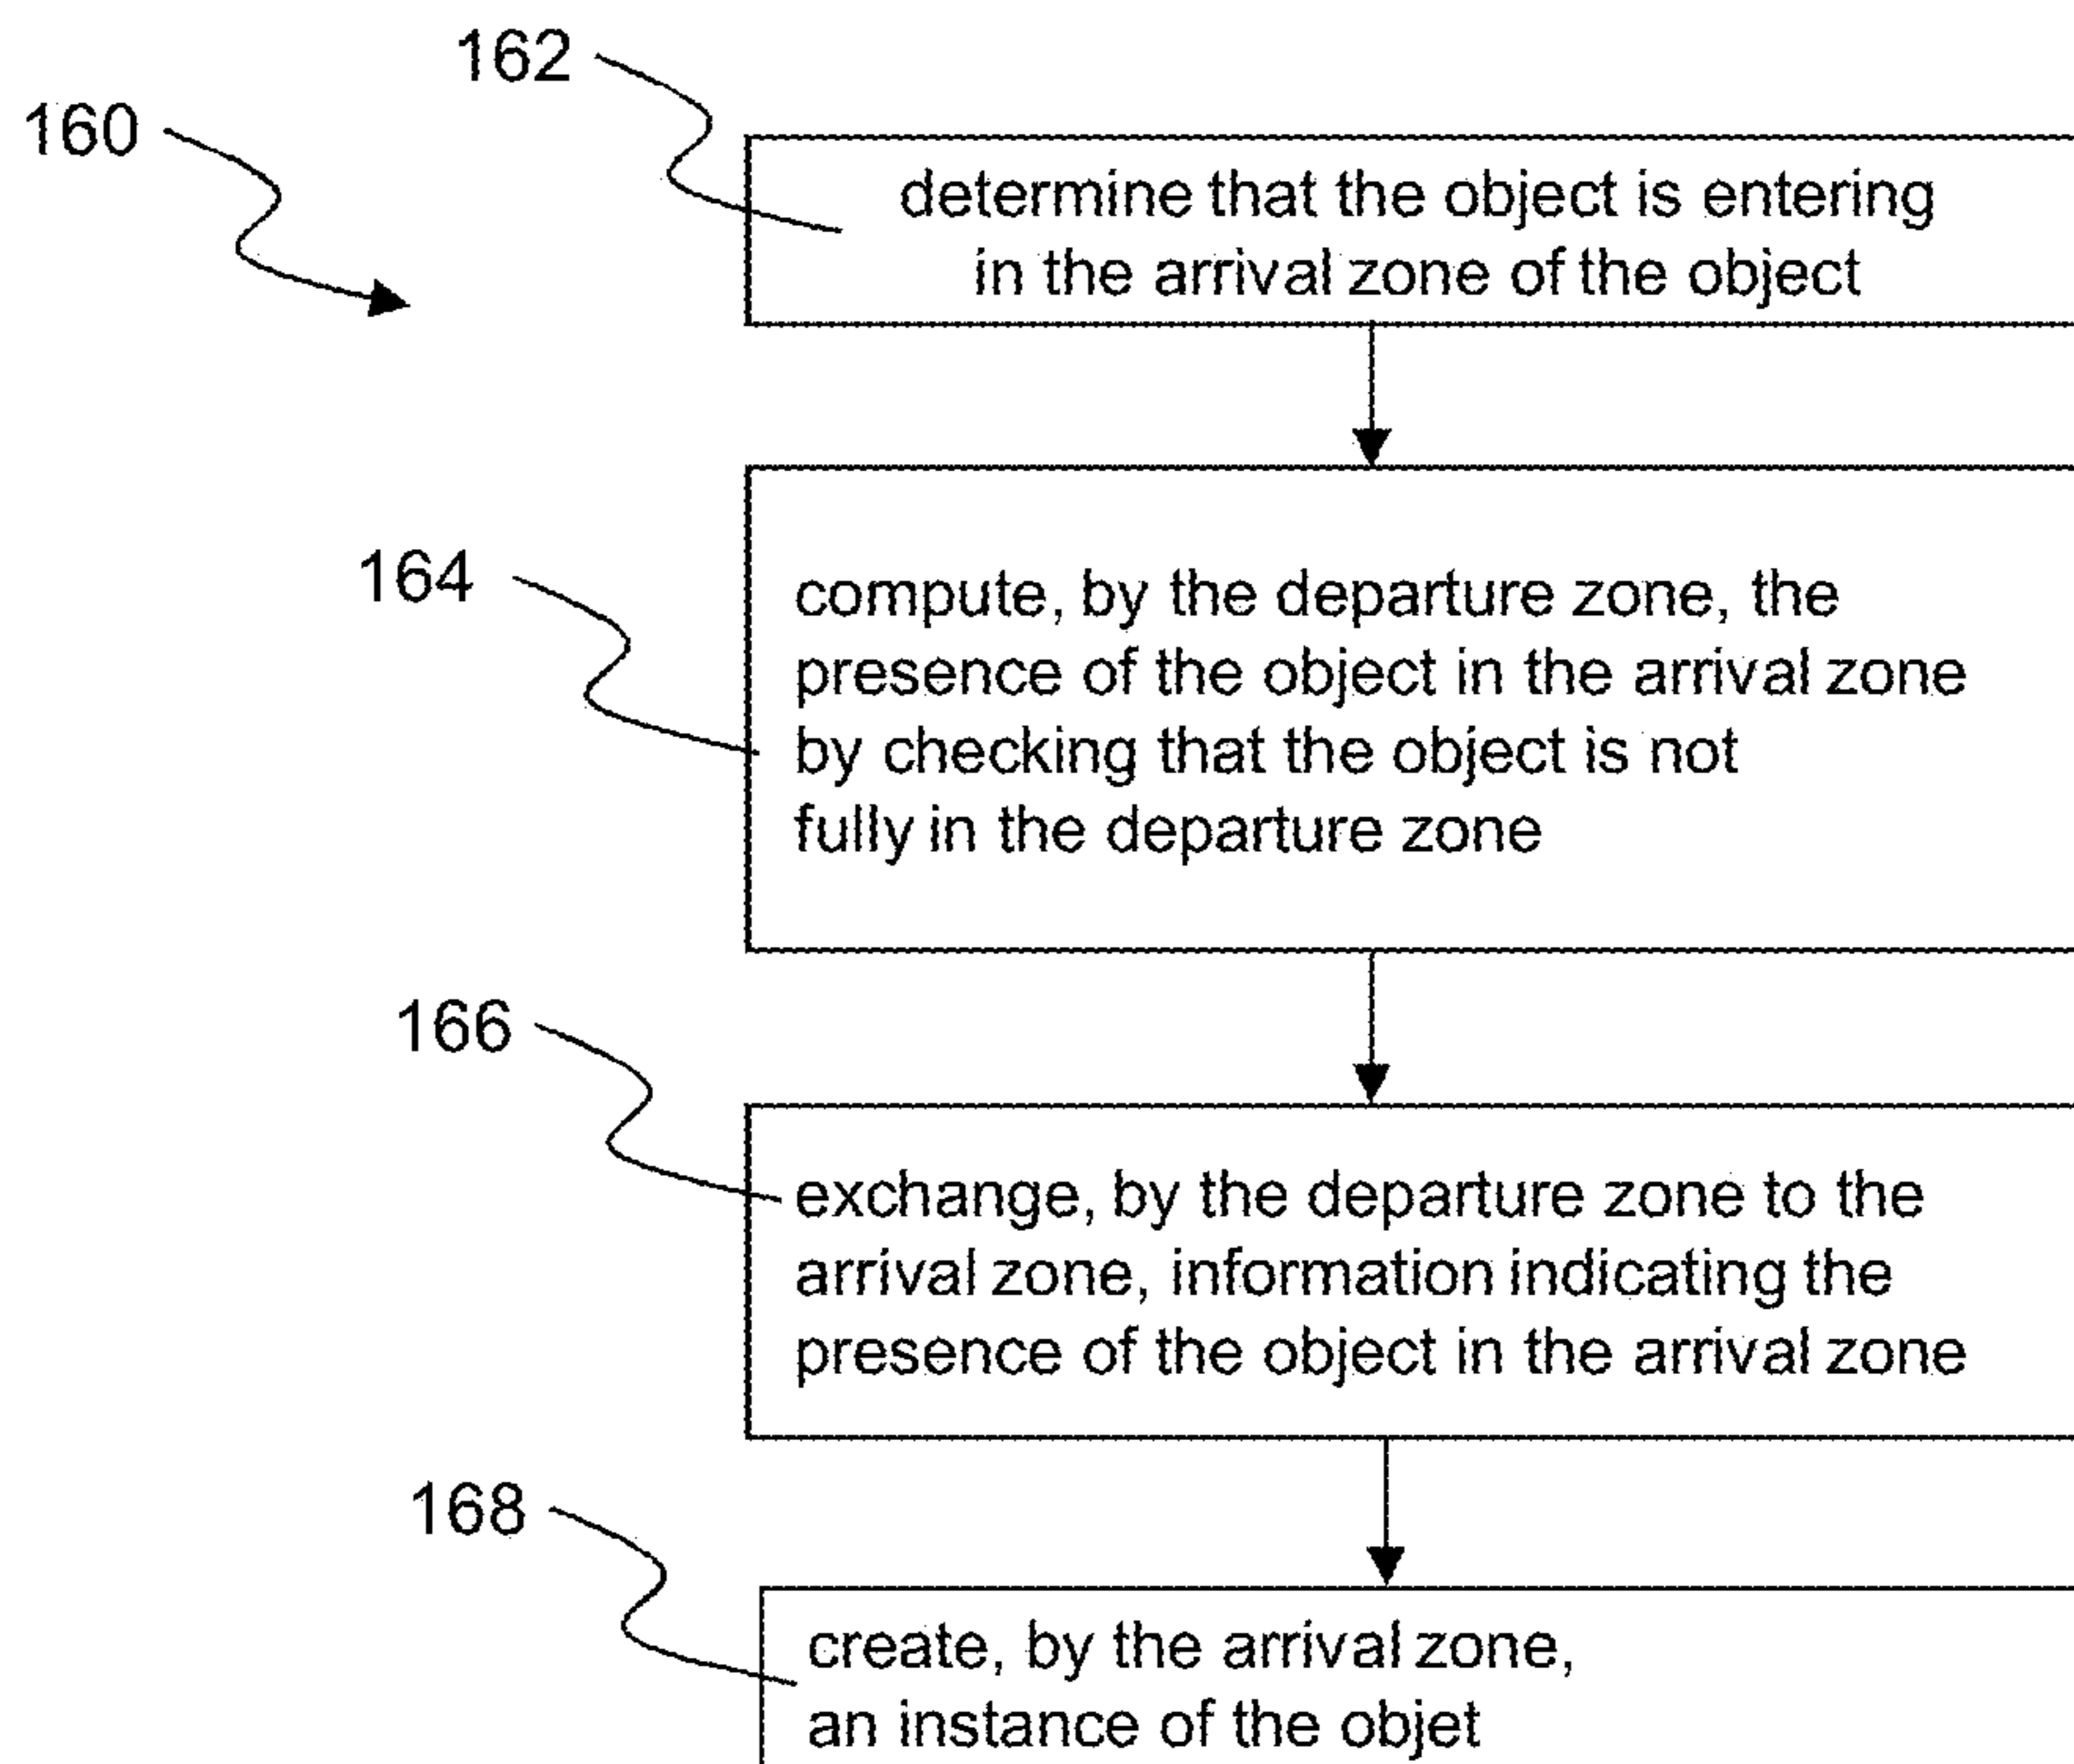 162
160
determine that the object is entering
in the arrival zone of the object
164
compute, by the departure zone, the
presence of the object in the arrival zone
by checking that the object is not
fully in the departure zone
166
exchange, by the departure zone to the
arrival zone, information indicating the
presence of the object in the arrival zone
168
create, by the arrival zone,
an instance of the objet